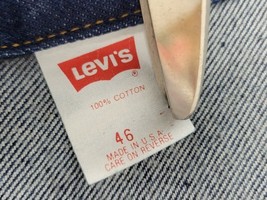 LEVI'S
®
100% COTTON
46
MADE IN U.S.A.
CARE ON REVERSE